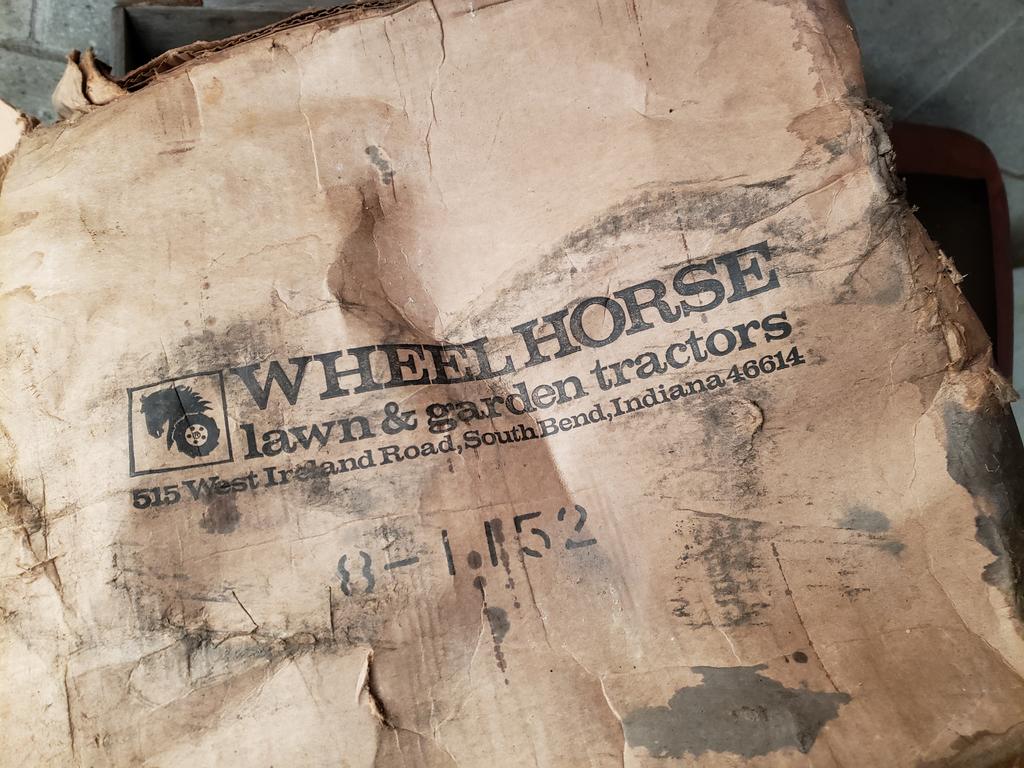 WHEEL HORSE
lawn & garden tractors
515 West Ireland Road, South Bend, Indiana 46614
8-1152